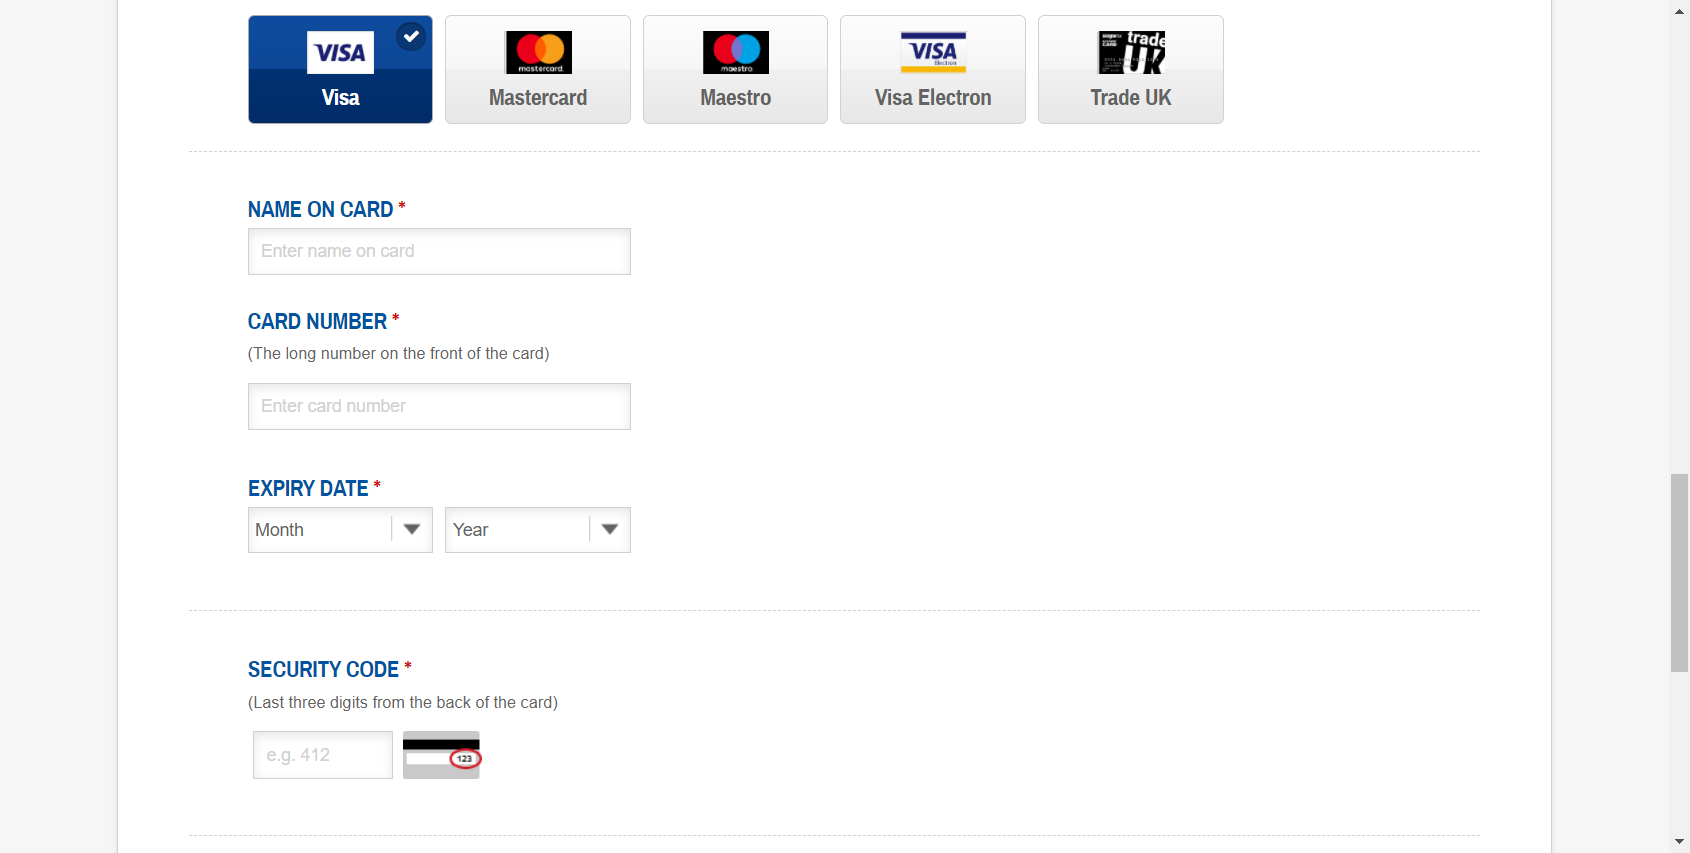 VISA
Visa
mastercard.
Mastercard
maestro.
Maestro
VISA
Electron
Visa Electron
trade
UK
CARD
Trade UK
NAME ON CARD *
Enter name on card
CARD NUMBER *
(The long number on the front of the card)
Enter card number
EXPIRY DATE *
Month
Year
SECURITY CODE *
(Last three digits from the back of the card)
e.g. 412
123